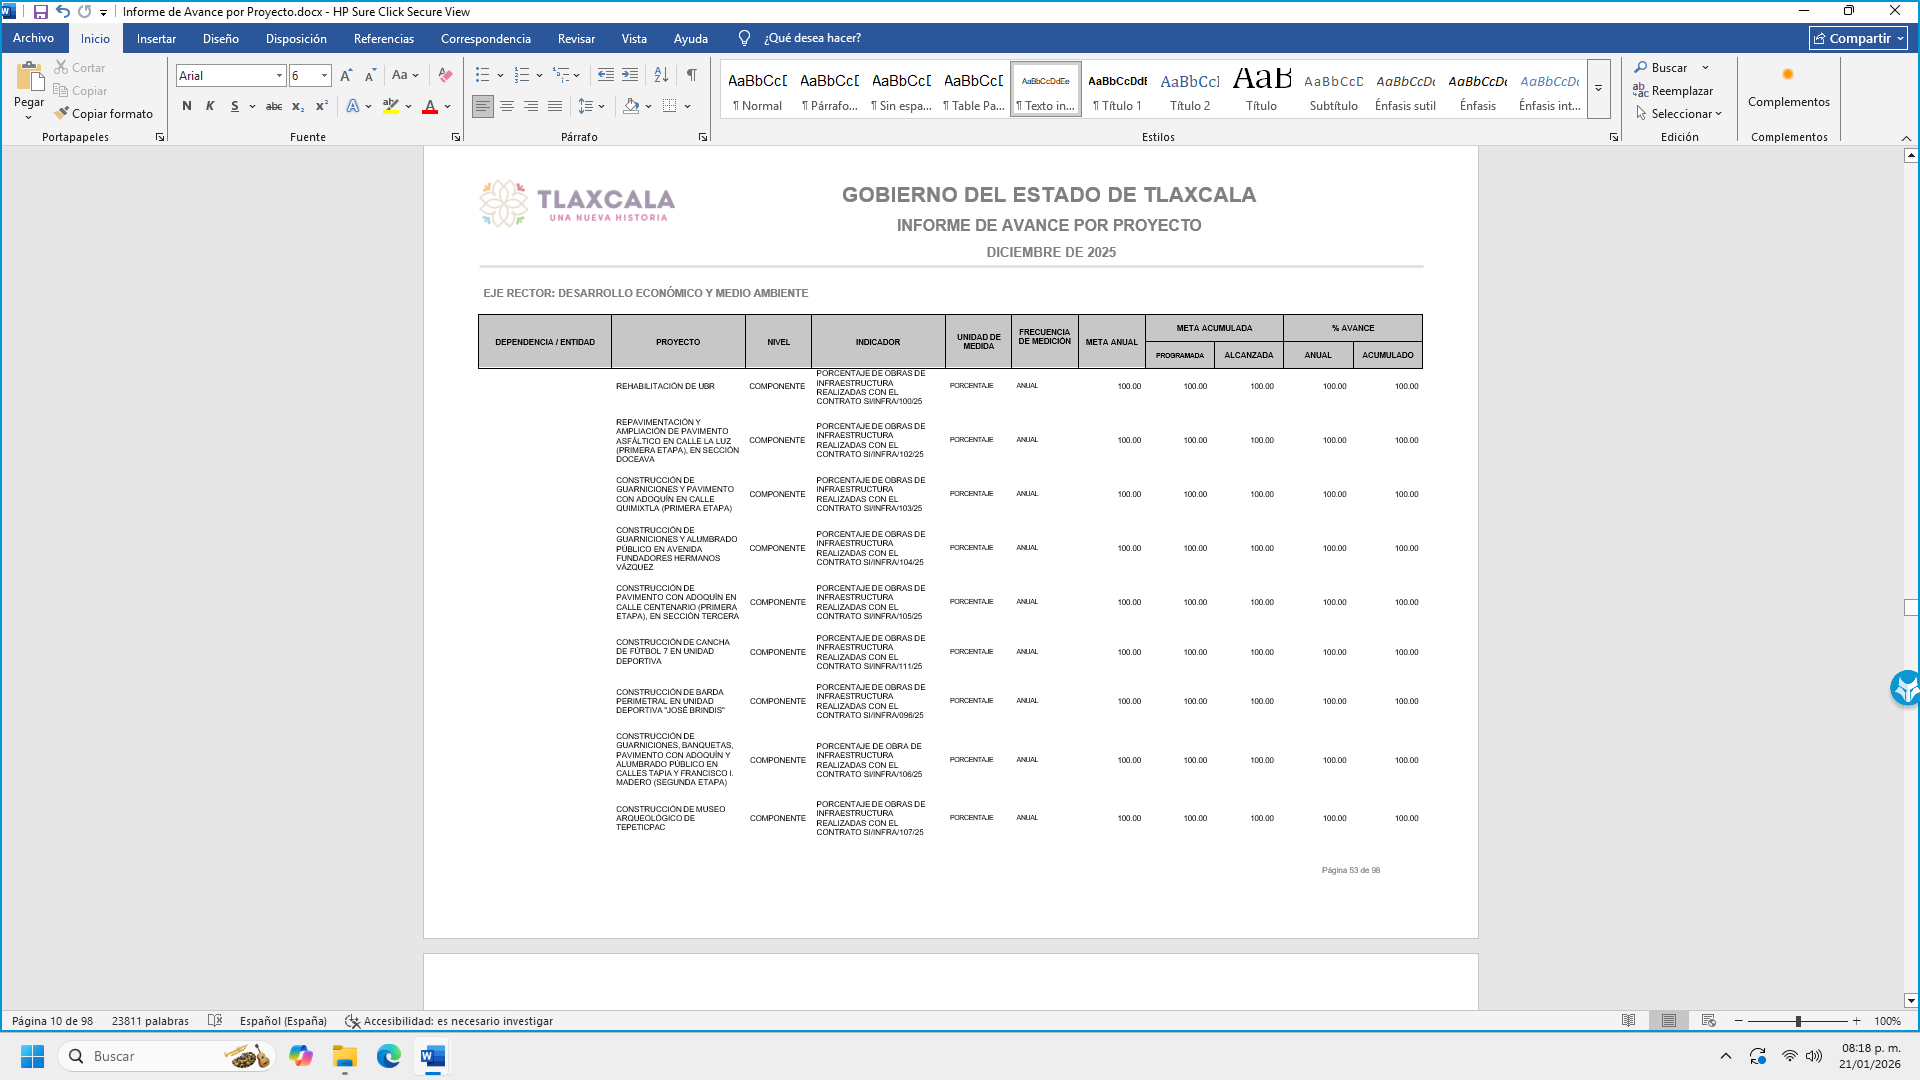 Informe de Avance por Proyecto.docx - HP Sure Click Secure View
Archivo
Inicio
Insertar
Diseño
Disposición
Referencias
Correspondencia
Revisar
Vista
Ayuda
¿Qué desea hacer?
Compartir
Pegar
Cortar
Copiar
Copiar formato
Portapapeles
Arial
6
Aa
N K S abc x₂ x²
Fuente
Párrafo
AaBbCcD
¶ Normal
AaBbCcD
¶ Párrafo...
AaBbCcD
¶ Sin espa...
AaBbCcD
¶ Table Pa...
AaBbCcDdEe
¶ Texto in...
AaBbCcDdE
¶ Título 1
AaBbCcI
Título 2
AaB
Título
AaBbCcD
Subtítulo
AaBbCcDc
Énfasis sutil
AaBbCcDc
Énfasis
AaBbCcDc
Énfasis int...
Estilos
Buscar
Reemplazar
Seleccionar
Edición
Complementos
Complementos
TLAXCALA
UNA NUEVA HISTORIA
GOBIERNO DEL ESTADO DE TLAXCALA
INFORME DE AVANCE POR PROYECTO
DICIEMBRE DE 2025
EJE RECTOR: DESARROLLO ECONÓMICO Y MEDIO AMBIENTE
DEPENDENCIA / ENTIDAD
PROYECTO
NIVEL
INDICADOR
UNIDAD DE
MEDIDA
FRECUENCIA
DE MEDICIÓN
META ANUAL
META ACUMULADA
PROGRAMADA
ALCANZADA
% AVANCE
ANUAL
ACUMULADO
REHABILITACIÓN DE UBR
COMPONENTE
PORCENTAJE DE OBRAS DE
INFRAESTRUCTURA
REALIZADAS CON EL
CONTRATO SI/INFRA/100/25
PORCENTAJE
ANUAL
100.00 100.00 100.00 100.00 100.00
REPAVIMENTACIÓN Y
AMPLIACIÓN DE PAVIMENTO
ASFÁLTICO EN CALLE LA LUZ
(PRIMERA ETAPA), EN SECCIÓN
DOCEAVA
COMPONENTE
PORCENTAJE DE OBRAS DE
INFRAESTRUCTURA
REALIZADAS CON EL
CONTRATO SI/INFRA/102/25
PORCENTAJE
ANUAL
100.00 100.00 100.00 100.00 100.00
CONSTRUCCIÓN DE
GUARNICIONES Y PAVIMENTO
CON ADOQUÍN EN CALLE
QUIMIXTLA (PRIMERA ETAPA)
COMPONENTE
PORCENTAJE DE OBRAS DE
INFRAESTRUCTURA
REALIZADAS CON EL
CONTRATO SI/INFRA/103/25
PORCENTAJE
ANUAL
100.00 100.00 100.00 100.00 100.00
CONSTRUCCIÓN DE
GUARNICIONES Y ALUMBRADO
PÚBLICO EN AVENIDA
FUNDADORES HERMANOS
VÁZQUEZ
COMPONENTE
PORCENTAJE DE OBRAS DE
INFRAESTRUCTURA
REALIZADAS CON EL
CONTRATO SI/INFRA/104/25
PORCENTAJE
ANUAL
100.00 100.00 100.00 100.00 100.00
CONSTRUCCIÓN DE
PAVIMENTO CON ADOQUÍN EN
CALLE CENTENARIO (PRIMERA
ETAPA), EN SECCIÓN TERCERA
COMPONENTE
PORCENTAJE DE OBRAS DE
INFRAESTRUCTURA
REALIZADAS CON EL
CONTRATO SI/INFRA/105/25
PORCENTAJE
ANUAL
100.00 100.00 100.00 100.00 100.00
CONSTRUCCIÓN DE CANCHA
DE FÚTBOL 7 EN UNIDAD
DEPORTIVA
COMPONENTE
PORCENTAJE DE OBRAS DE
INFRAESTRUCTURA
REALIZADAS CON EL
CONTRATO SI/INFRA/111/25
PORCENTAJE
ANUAL
100.00 100.00 100.00 100.00 100.00
CONSTRUCCIÓN DE BARDA
PERIMETRAL EN UNIDAD
DEPORTIVA "JOSÉ BRINDIS"
COMPONENTE
PORCENTAJE DE OBRAS DE
INFRAESTRUCTURA
REALIZADAS CON EL
CONTRATO SI/INFRA/096/25
PORCENTAJE
ANUAL
100.00 100.00 100.00 100.00 100.00
CONSTRUCCIÓN DE
GUARNICIONES, BANQUETAS,
PAVIMENTO CON ADOQUÍN Y
ALUMBRADO PÚBLICO EN
CALLES TAPIA Y FRANCISCO I.
MADERO (SEGUNDA ETAPA)
COMPONENTE
PORCENTAJE DE OBRA DE
INFRAESTRUCTURA
REALIZADAS CON EL
CONTRATO SI/INFRA/106/25
PORCENTAJE
ANUAL
100.00 100.00 100.00 100.00 100.00
CONSTRUCCIÓN DE MUSEO
ARQUEOLÓGICO DE
TEPETICPAC
COMPONENTE
PORCENTAJE DE OBRAS DE
INFRAESTRUCTURA
REALIZADAS CON EL
CONTRATO SI/INFRA/107/25
PORCENTAJE
ANUAL
100.00 100.00 100.00 100.00 100.00
Página 53 de 98
Página 10 de 98
23811 palabras
Español (España)
Accesibilidad: es necesario investigar
100%
Buscar
08:18 p. m.
21/01/2026